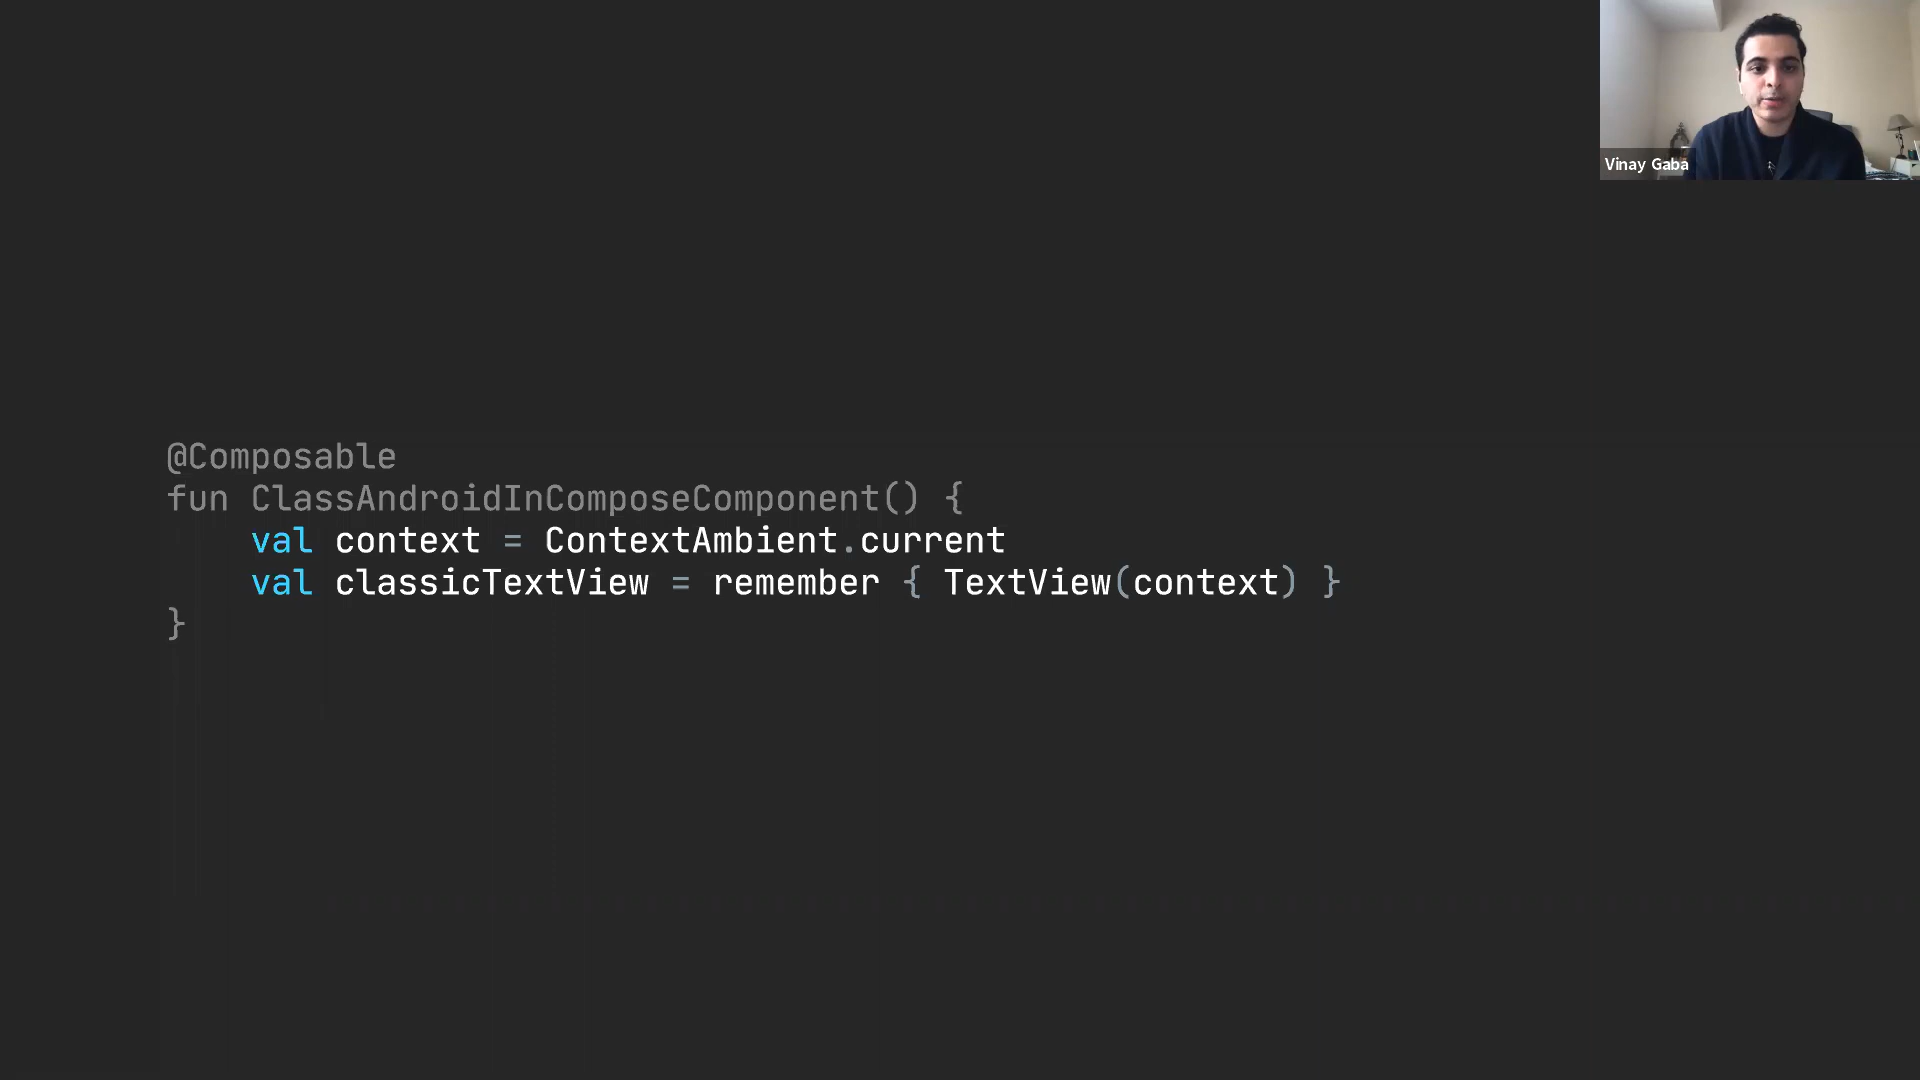 Vinay Gaba
@Composable
fun ClassAndroidInComposeComponent() {
    val context = ContextAmbient.current
    val classicTextView = remember { TextView(context) }
}